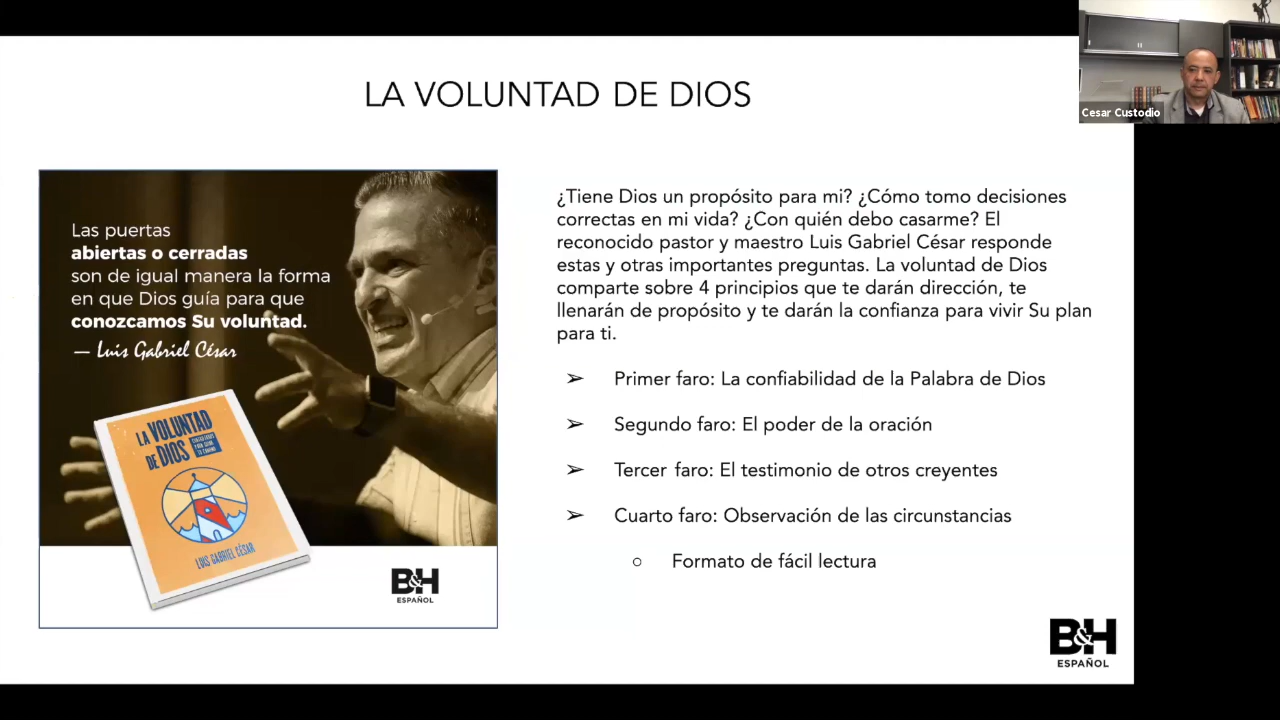 LA VOLUNTAD DE DIOS
Cesar Custodio
Las puertas
abiertas o cerradas
son de igual manera la forma
en que Dios guía para que
conozcamos Su voluntad.
— Luis Gabriel César
LA VOLUNTAD
DE DIOS
LUIS GABRIEL CÉSAR
B&H
ESPAÑOL
¿Tiene Dios un propósito para mi? ¿Cómo tomo decisiones
correctas en mi vida? ¿Con quién debo casarme? El
reconocido pastor y maestro Luis Gabriel César responde
estas y otras importantes preguntas. La voluntad de Dios
comparte sobre 4 principios que te darán dirección, te
llenarán de propósito y te darán la confianza para vivir Su plan
para ti.
➢ Primer faro: La confiabilidad de la Palabra de Dios
➢ Segundo faro: El poder de la oración
➢ Tercer faro: El testimonio de otros creyentes
➢ Cuarto faro: Observación de las circunstancias
○ Formato de fácil lectura
B&H
ESPAÑOL